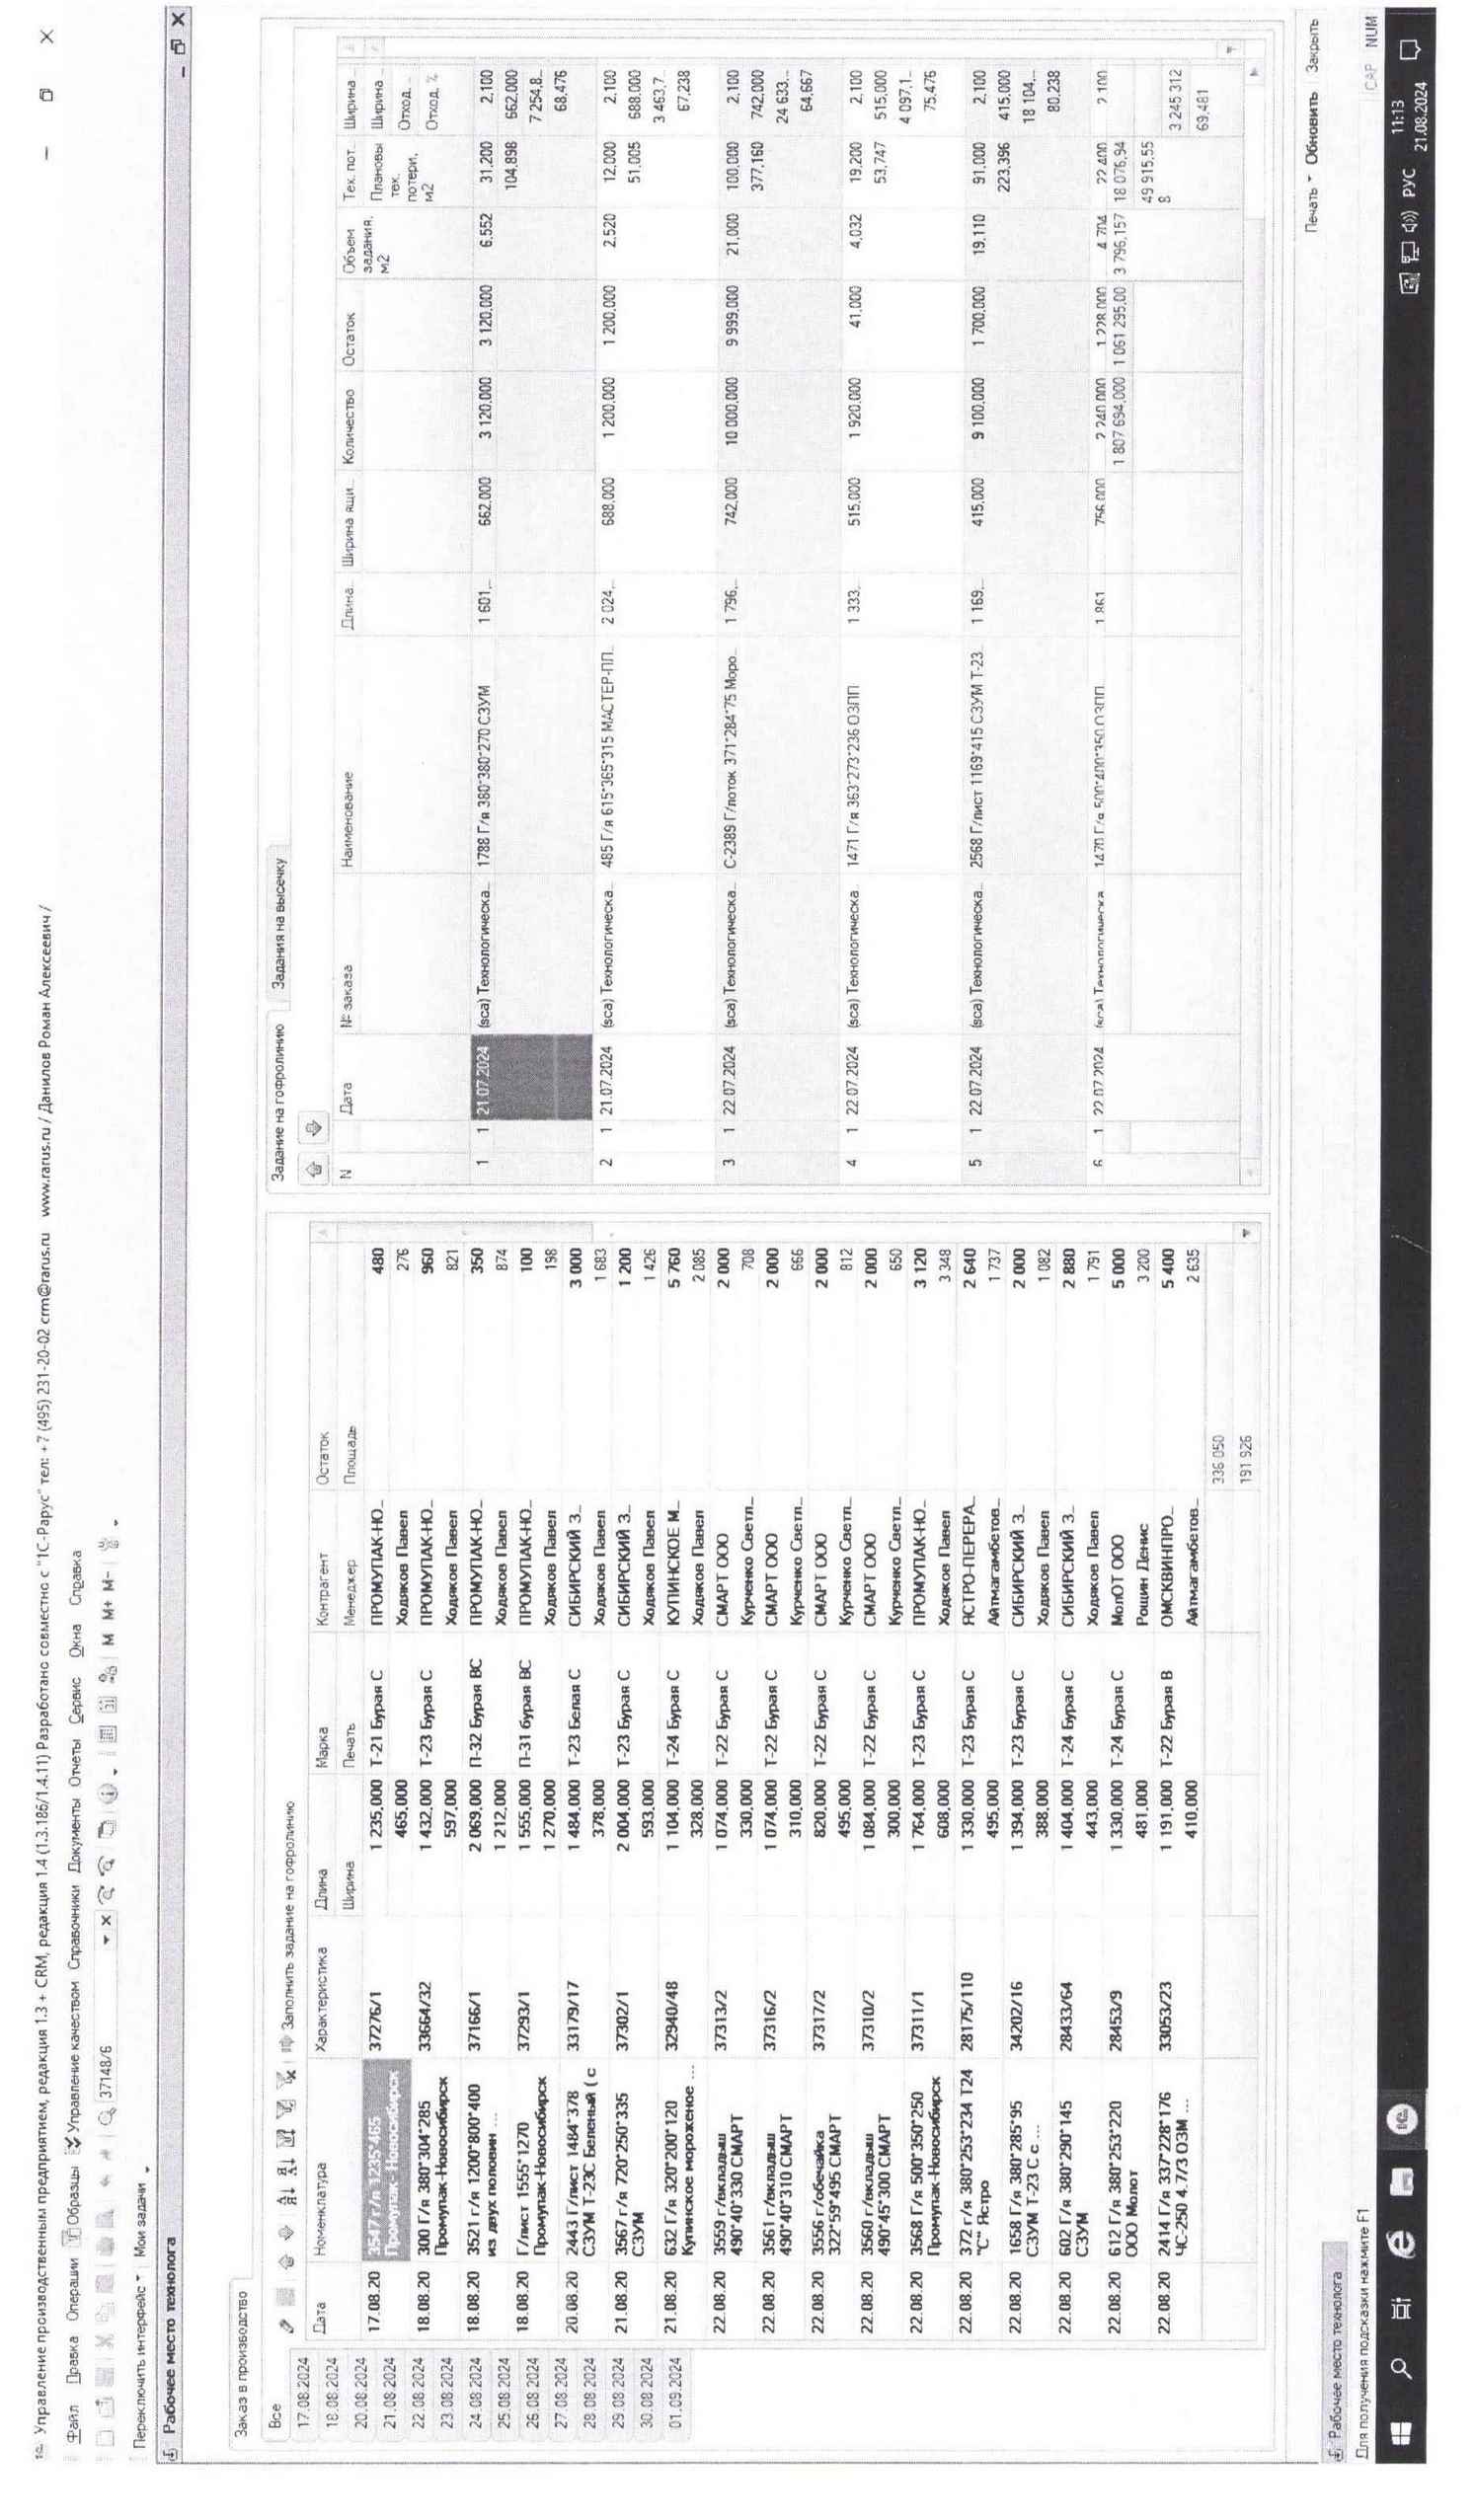 Управление производственным предприятием, редакция 1.3 + CRM, редакция 1.4 (1.3.186/1.4.11) Разработано совместно с "1С-Рарус" тел: +7 (495) 231-20-02 crm@rarus.ru www.rarus.ru / Данилов Роман Алексеевич /
Файл Правка Операции Образцы Управление качеством Справочники Документы Отчеты Сервис Окна Справка
37148/6 M M+ M-
Переключить интерфейс Мои задачи
Рабочее место технолога
Заказ в производство
Все
17.08.2024
18.08.2024
20.08.2024
21.08.2024
22.08.2024
23.08.2024
24.08.2024
25.08.2024
26.08.2024
27.08.2024
28.08.2024
29.08.2024
30.08.2024
01.09.2024
Заполнить задание на гофролинию
Дата Номенклатура Характеристика Длина Марка Контрагент Остаток
Ширина Печать Менеджер Площадь
17.08.20 3547 г/я 1235*465 37276/1 1 235,000 Т-21 Бурая С ПРОМУПАК-НО... 480
Промупак- Новосибирск 465,000 Ходяков Павел 276
18.08.20 300 Г/я 380*304*285 33664/32 1 432,000 Т-23 Бурая С ПРОМУПАК-НО... 960
Промупак-Новосибирск 597,000 Ходяков Павел 821
18.08.20 3521 г/я 1200*800*400 37166/1 2 069,000 П-32 Бурая ВС ПРОМУПАК-НО... 350
из двух половин ... 1 212,000 Ходяков Павел 874
18.08.20 Г/лист 1555*1270 37293/1 1 555,000 П-31 бурая ВС ПРОМУПАК-НО... 100
Промупак-Новосибирск 1 270,000 Ходяков Павел 198
20.08.20 2443 Г/лист 1484*378 33179/17 1 484,000 Т-23 Белая С СИБИРСКИЙ З... 3 000
СЗУМ Т-23С Беленый ( с 378,000 Ходяков Павел 1 683
21.08.20 3567 г/я 720*250*335 37302/1 2 004,000 Т-23 Бурая С СИБИРСКИЙ З... 1 200
СЗУМ 593,000 Ходяков Павел 1 426
21.08.20 632 Г/я 320*200*120 32940/48 1 104,000 Т-24 Бурая С КУПИНСКОЕ М... 5 760
Купинское мороженое ... 328,000 Ходяков Павел 2 085
22.08.20 3559 г/вкладыш 37313/2 1 074,000 Т-22 Бурая С СМАРТ ООО 2 000
490*40*330 СМАРТ 330,000 Курченко Светл... 708
22.08.20 3561 г/вкладыш 37316/2 1 074,000 Т-22 Бурая С СМАРТ ООО 2 000
490*40*310 СМАРТ 310,000 Курченко Светл... 666
22.08.20 3556 г/обечайка 37317/2 820,000 Т-22 Бурая С СМАРТ ООО 2 000
322*59*495 СМАРТ 495,000 Курченко Светл... 812
22.08.20 3560 г/вкладыш 37310/2 1 084,000 Т-22 Бурая С СМАРТ ООО 2 000
490*45*300 СМАРТ 300,000 Курченко Светл... 650
22.08.20 3568 Г/я 500*350*250 37311/1 1 764,000 Т-23 Бурая С ПРОМУПАК-НО... 3 120
Промупак-Новосибирск 608,000 Ходяков Павел 3 348
22.08.20 372 г/я 380*253*234 Т24 28175/110 1 330,000 Т-23 Бурая С ЯСТРО-ПЕРЕРА... 2 640
"С" Ястро 495,000 Айтмагамбетов... 1 737
22.08.20 1658 Г/я 380*285*95 34202/16 1 394,000 Т-23 Бурая С СИБИРСКИЙ З... 2 000
СЗУМ Т-23 С с ... 388,000 Ходяков Павел 1 082
22.08.20 602 Г/я 380*290*145 28433/64 1 404,000 Т-24 Бурая С СИБИРСКИЙ З... 2 880
СЗУМ 443,000 Ходяков Павел 1 791
22.08.20 612 Г/я 380*253*220 28453/9 1 330,000 Т-24 Бурая С МолОТ ООО 5 000
ООО Молот 481,000 Рощин Денис 3 200
22.08.20 2414 Г/я 337*228*176 33053/23 1 191,000 Т-22 Бурая В ОМСКВИНПРО... 5 400
ЧС-250 4.7/3 ОЗМ ... 410,000 Айтмагамбетов... 2 635
336 050
191 926
Задание на гофролинию Задания на высечку
N Дата № заказа Наименование Длина... Ширина ящи... Количество Остаток Объем задания, м2 Тех. пот... Ширина ...
Плановы тех. потери, м2 Ширина ...
Отход...
Отход, %
1 1 21.07.2024 (sca) Технологическа... 1788 Г/я 380*380*270 СЗУМ 1 601,... 662,000 3 120,000 3 120,000 6,552 31,200 2,100
104,898 662,000
7 254,8...
68,476
2 1 21.07.2024 (sca) Технологическа... 485 Г/я 615*365*315 МАСТЕР-ПЛ... 2 024,... 688,000 1 200,000 1 200,000 2,520 12,000 2,100
51,005 688,000
3 463,7...
67,238
3 1 22.07.2024 (sca) Технологическа... С-2389 Г/лоток 371*284*75 Моро... 1 796,... 742,000 10 000,000 9 999,000 21,000 100,000 2,100
377,160 742,000
24 633,...
64,667
4 1 22.07.2024 (sca) Технологическа... 1471 Г/я 363*273*236 ОЗПП 1 333,... 515,000 1 920,000 41,000 4,032 19,200 2,100
53,747 515,000
4 097,1...
75,476
5 1 22.07.2024 (sca) Технологическа... 2568 Г/лист 1169*415 СЗУМ Т-23... 1 169,... 415,000 9 100,000 1 700,000 19,110 91,000 2,100
223,396 415,000
18 104,...
80,238
6 1 22.07.2024 (sca) Технологическа... 1470 Г/я 500*400*350 ОЗПП 1 861... 756,000 2 240,000 1 228,000 4,704 22,400 2,100
1 807 694,000 1 061 295,00 3 796,157 18 076,94
49 915,55
8
3 245 312
69,481
Печать Обновить Закрыть
Рабочее место технолога
Для получения подсказки нажмите F1
CAP NUM
РУС 11:13
21.08.2024